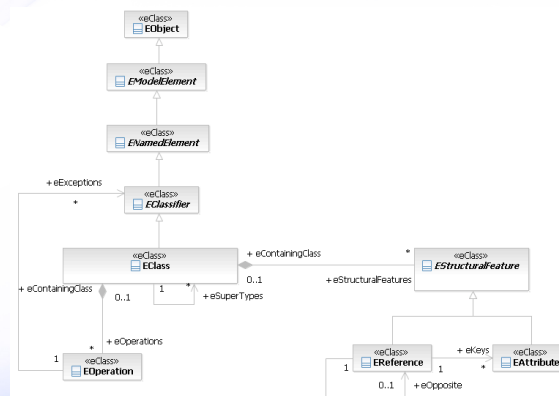 «eClass»
EObject
«eClass»
EModelElement
«eClass»
ENamedElement
+ eExceptions
*
«eClass»
EClassifier
«eClass»
EClass
+ eContainingClass
0..1
*
+ eStructuralFeatures
«eClass»
EStructuralFeature
+ eContainingClass
0..1
1
*
+ eSuperTypes
+ eOperations
*
1
«eClass»
EOperation
«eClass»
EReference
1
+ eKeys
1
*
«eClass»
EAttribute
0..1
+ eOpposite